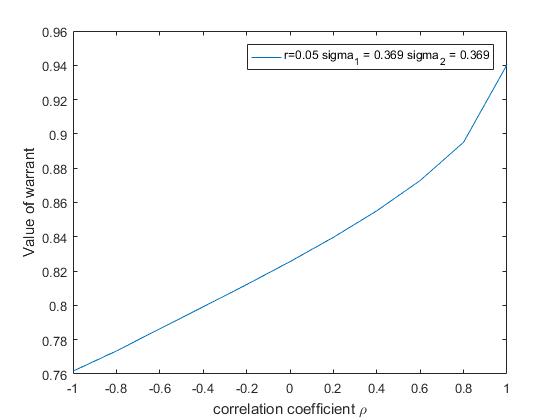 0.96
0.94
0.92
0.9
0.88
0.86
0.84
0.82
0.8
0.78
0.76
Value of warrant
r=0.05 sigma₁ = 0.369 sigma₂ = 0.369
-1 -0.8 -0.6 -0.4 -0.2 0 0.2 0.4 0.6 0.8 1
correlation coefficient ρ